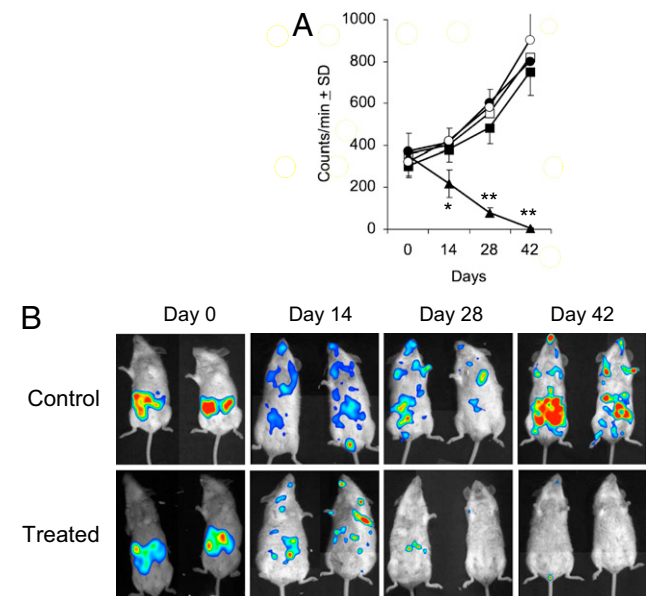 A
Counts/min ± SD
1000
800
600
400
200
0
*
**
**
0 14 28 42
Days
B
Day 0 Day 14 Day 28 Day 42
Control
Treated